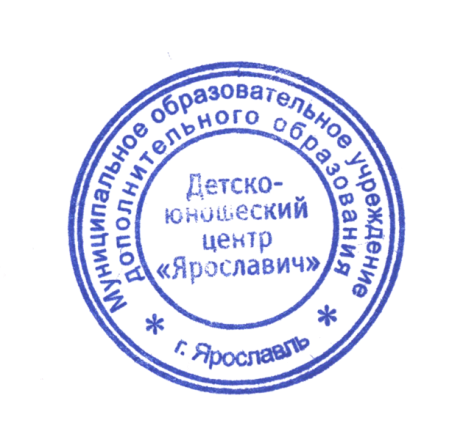 Муниципальное образовательное учреждение
дополнительного образования
Детско-
юношеский
центр
«Ярославич»
* г. Ярославль *